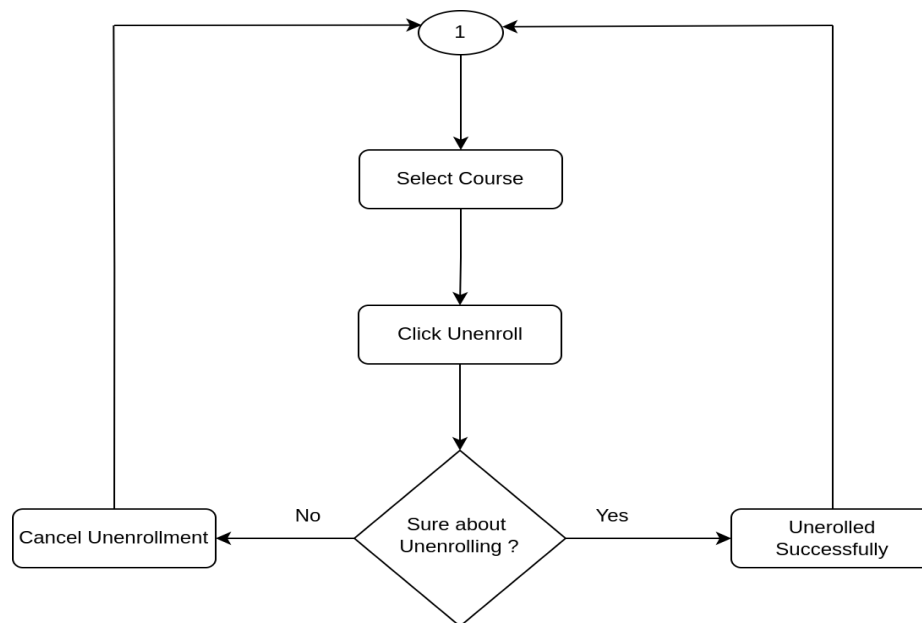 1
Select Course
Click Unenroll
No
Yes
Sure about
Unenrolling ?
Cancel Unenrollment
Unerolled
Successfully